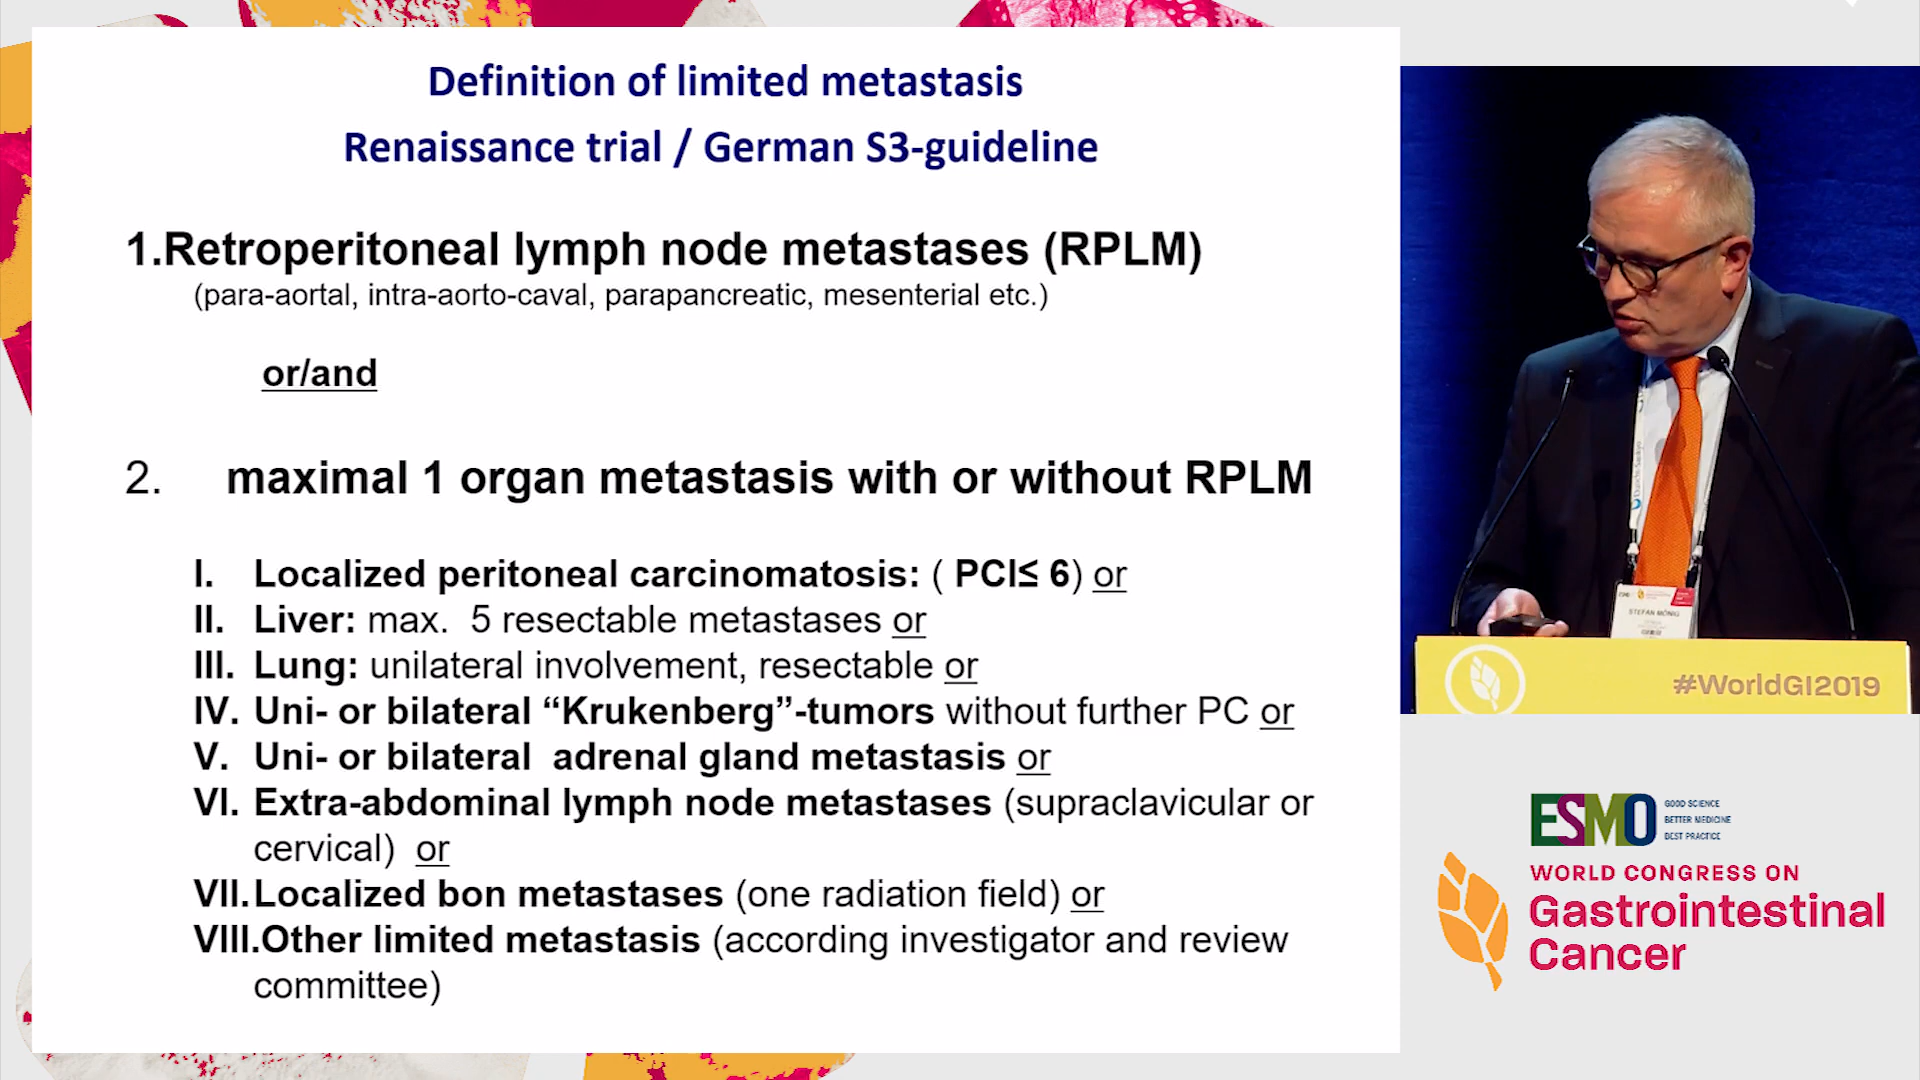 Definition of limited metastasis
Renaissance trial / German S3-guideline
1.Retroperitoneal lymph node metastases (RPLM)
(para-aortal, intra-aorto-caval, parapancreatic, mesenterial etc.)
or/and
2. maximal 1 organ metastasis with or without RPLM
I. Localized peritoneal carcinomatosis: ( PCI≤ 6) or
II. Liver: max. 5 resectable metastases or
III. Lung: unilateral involvement, resectable or
IV. Uni- or bilateral “Krukenberg”-tumors without further PC or
V. Uni- or bilateral adrenal gland metastasis or
VI. Extra-abdominal lymph node metastases (supraclavicular or
cervical) or
VII. Localized bon metastases (one radiation field) or
VIII.Other limited metastasis (according investigator and review
committee)
Daiichi-Sankyo
STEFAN MÖNIG
#WorldGI2019
ESMO
GOOD SCIENCE
BETTER MEDICINE
BEST PRACTICE
WORLD CONGRESS ON
Gastrointestinal
Cancer